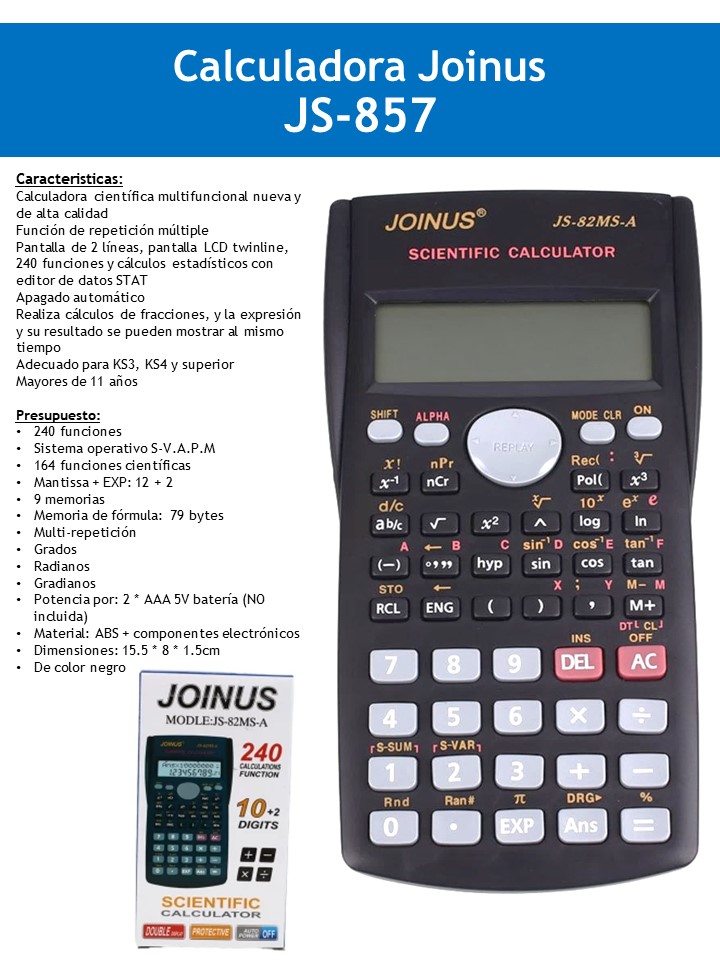 Calculadora Joinus
JS-857
Caracteristicas:
Calculadora científica multifuncional nueva y
de alta calidad
Función de repetición múltiple
Pantalla de 2 líneas, pantalla LCD twinline,
240 funciones y cálculos estadísticos con
editor de datos STAT
Apagado automático
Realiza cálculos de fracciones, y la expresión
y su resultado se pueden mostrar al mismo
tiempo
Adecuado para KS3, KS4 y superior
Mayores de 11 años
Presupuesto:
• 240 funciones
• Sistema operativo S-V.A.P.M
• 164 funciones científicas
• Mantissa + EXP: 12 + 2
• 9 memorias
• Memoria de fórmula: 79 bytes
• Multi-repetición
• Grados
• Radianos
• Gradianos
• Potencia por: 2 * AAA 5V batería (NO
incluida)
• Material: ABS + componentes electrónicos
• Dimensiones: 15.5 * 8 * 1.5cm
• De color negro
JOINUS® JS-82MS-A
SCIENTIFIC CALCULATOR
SHIFT ALPHA MODE CLR ON
REPLAY
x! nPr Rec( : ³√
x⁻¹ nCr Pol( x³
d/c ˣ√ 10ˣ eˣ e
ab/c √ x² ^ log ln
A ← B C sin⁻¹ D cos⁻¹ E tan⁻¹ F
(—) °’’’ hyp sin cos tan
STO ← X ; Y M– M
RCL ENG ( ) , M+
DT CL
INS OFF
7 8 9 DEL AC
4 5 6 × ÷
S-SUM S-VAR
1 2 3 + −
Rnd Ran# π DRG► %
0 · EXP Ans =
JOINUS
MODLE:JS-82MS-A
JOINUS
240
CALCULATIONS
FUNCTION
10+2
DIGITS
+ −
× ÷
SCIENTIFIC
CALCULATOR
DOUBLE PROTECTIVE AUTO POWER OFF